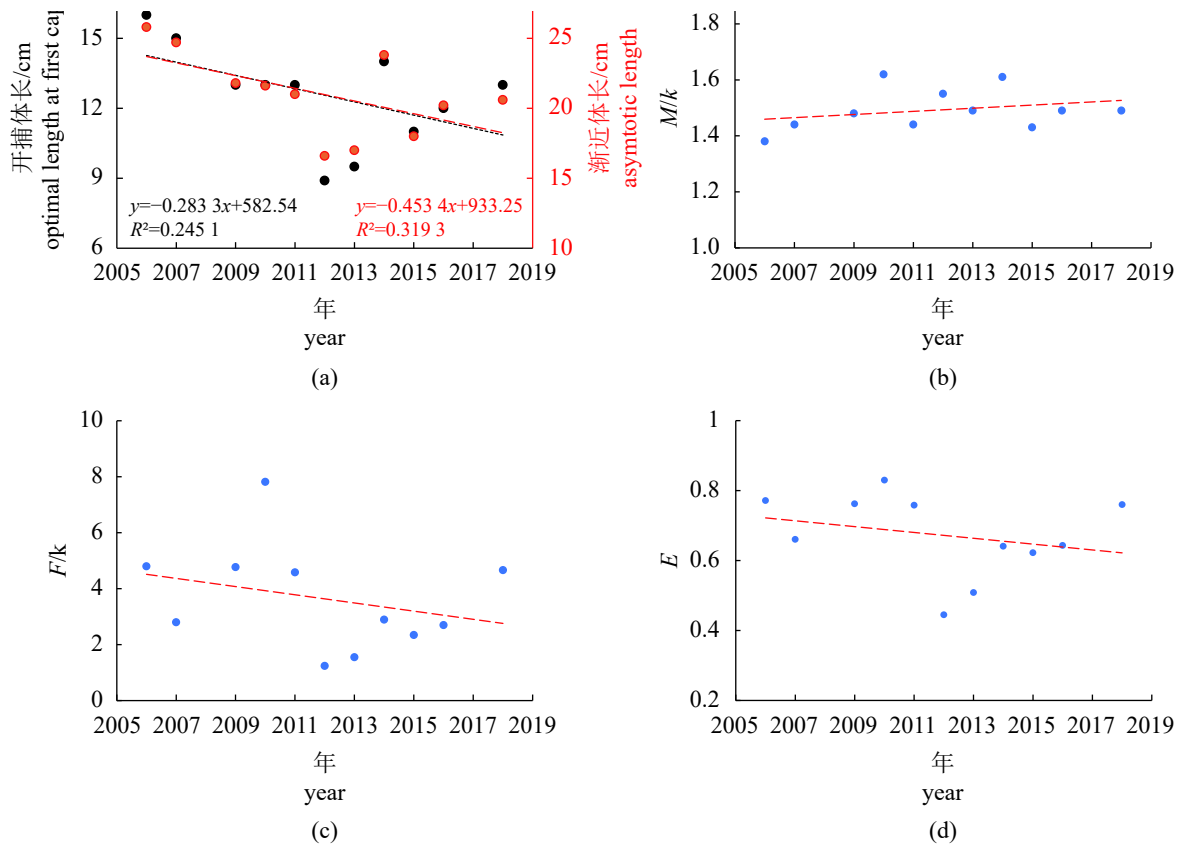 15
12
9
6
开捕体长/cm
optimal length at first
25
20
15
10
渐近体长/cm
asymtotic length
y=−0.283 3x+582.54
R²=0.245 1
y=−0.453 4x+933.25
R²=0.319 3
2005 2007 2009 2011 2013 2015 2017 2019
年
year
(a)
1.8
1.6
1.4
1.2
1.0
M/k
2005 2007 2009 2011 2013 2015 2017 2019
年
year
(b)
10
8
6
4
2
0
F/k
2005 2007 2009 2011 2013 2015 2017 2019
年
year
(c)
1
0.8
0.6
0.4
0.2
E
2005 2007 2009 2011 2013 2015 2017 2019
年
year
(d)